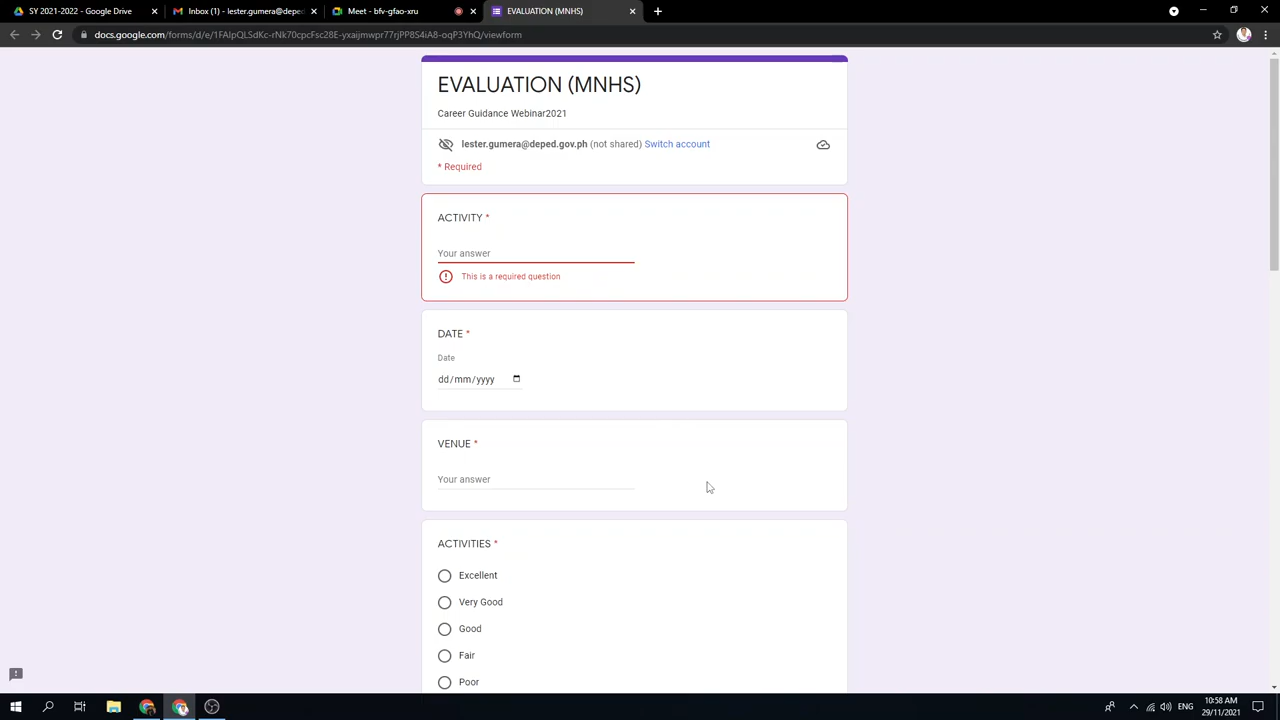 SY 2021-2022 - Google Drive
Inbox (1) - lester.gumera@deped
Meet - bfv-gfao-xu
EVALUATION (MNHS)
docs.google.com/forms/d/e/1FAIpQLSdKc-rNk70cpcFsc28E-yxaijmwpr77rjPP8S4iA8-oqP3YhQ/viewform
EVALUATION (MNHS)
Career Guidance Webinar2021
lester.gumera@deped.gov.ph (not shared) Switch account
* Required
ACTIVITY *
Your answer
This is a required question
DATE *
Date
dd/mm/yyyy
VENUE *
Your answer
ACTIVITIES *
Excellent
Very Good
Good
Fair
Poor
ENG
10:58 AM
29/11/2021